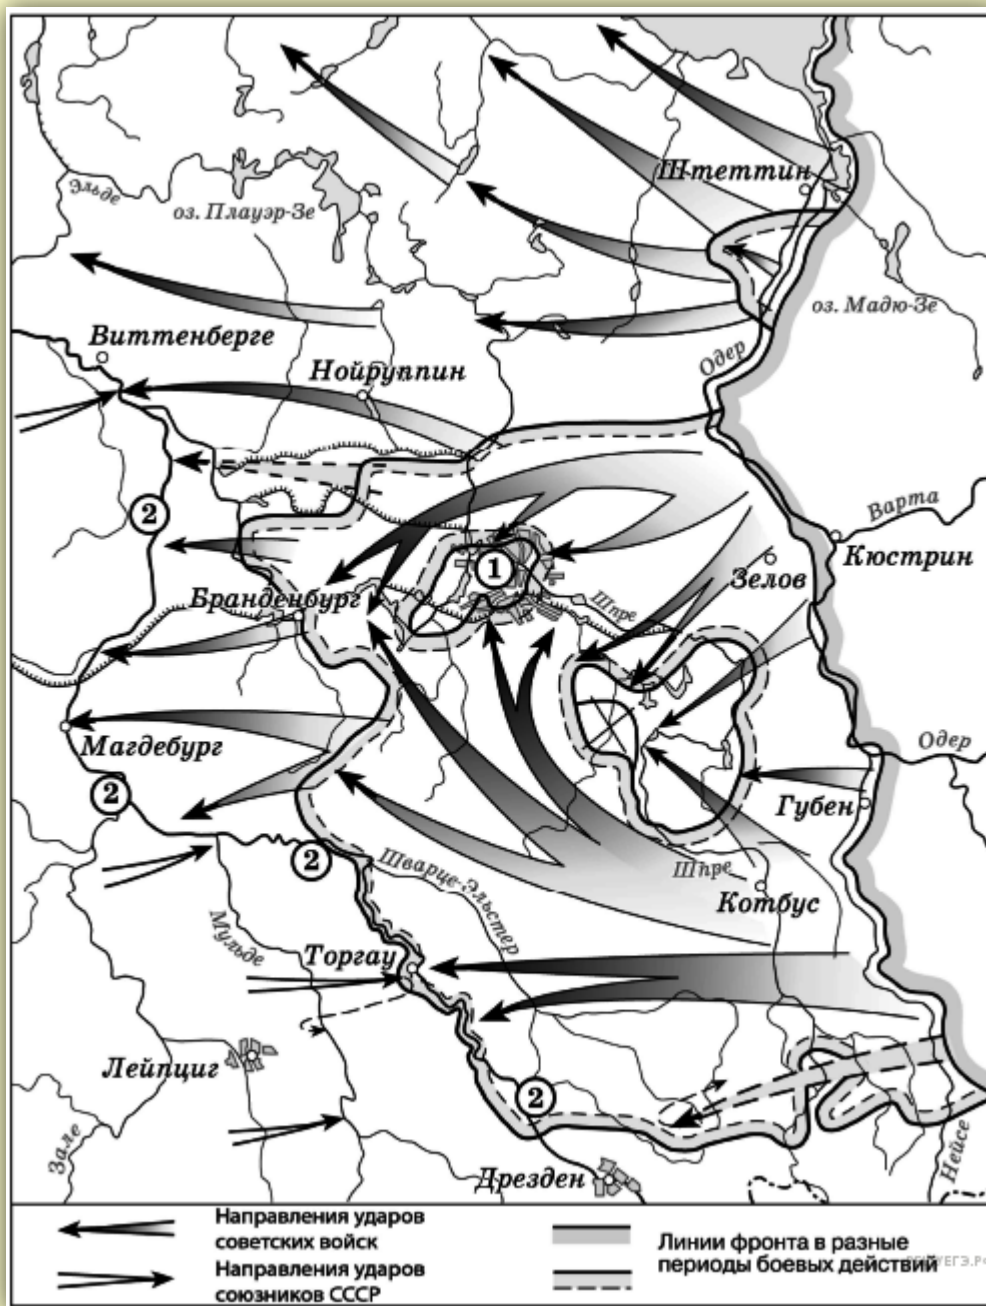 Штеттин
Эльде
оз. Плауэр-Зе
оз. Мадю-Зе
Виттенберге
Одер
Нойруппин
2
Варта
Кюстрин
1
Зелов
Шпре
Бранденбург
Магдебург
Одер
2
Губен
2
Шварце-Эльстер
Шпре
Котбус
Мульде
Торгау
Лейпциг
2
Заале
Дрезден
Нейсе
Направления ударов
советских войск
Направления ударов
союзников СССР
Линии фронта в разные
периоды боевых действий